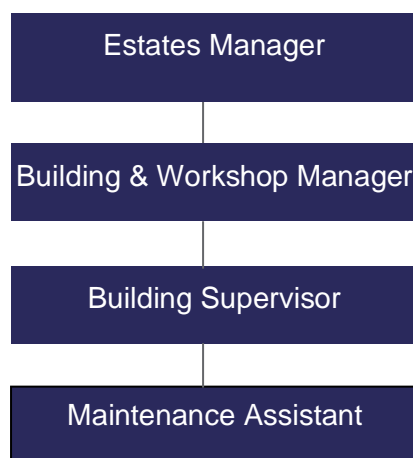 Estates Manager
Building & Workshop Manager
Building Supervisor
Maintenance Assistant